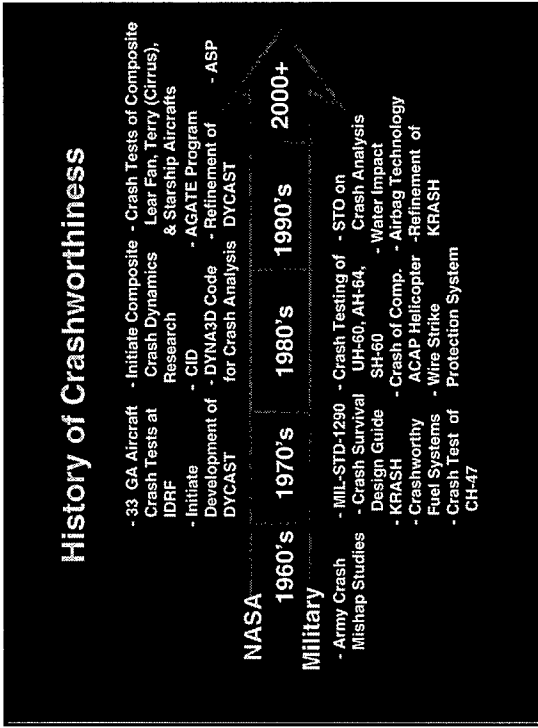 History of Crashworthiness
- 33 GA Aircraft
Crash Tests at
IDRF
- Initiate
Development of
DYCAST
- Initiate Composite
Crash Dynamics
Research
- CID
- DYNA3D Code
for Crash Analysis
- Crash Tests of Composite
Lear Fan, Terry (Cirrus),
& Starship Aircrafts
- AGATE Program
- Refinement of
DYCAST
- ASP
NASA
1960's
1970's
1980's
1990's
2000+
Military
- Army Crash
Mishap Studies
- MIL-STD-1290
- Crash Survival
Design Guide
- KRASH
- Crashworthy
Fuel Systems
- Crash Test of
CH-47
- Crash Testing of
UH-60, AH-64,
SH-60
- Crash of Comp.
ACAP Helicopter
- Wire Strike
Protection System
- STO on
Crash Analysis
- Water Impact
- Airbag Technology
-Refinement of
KRASH